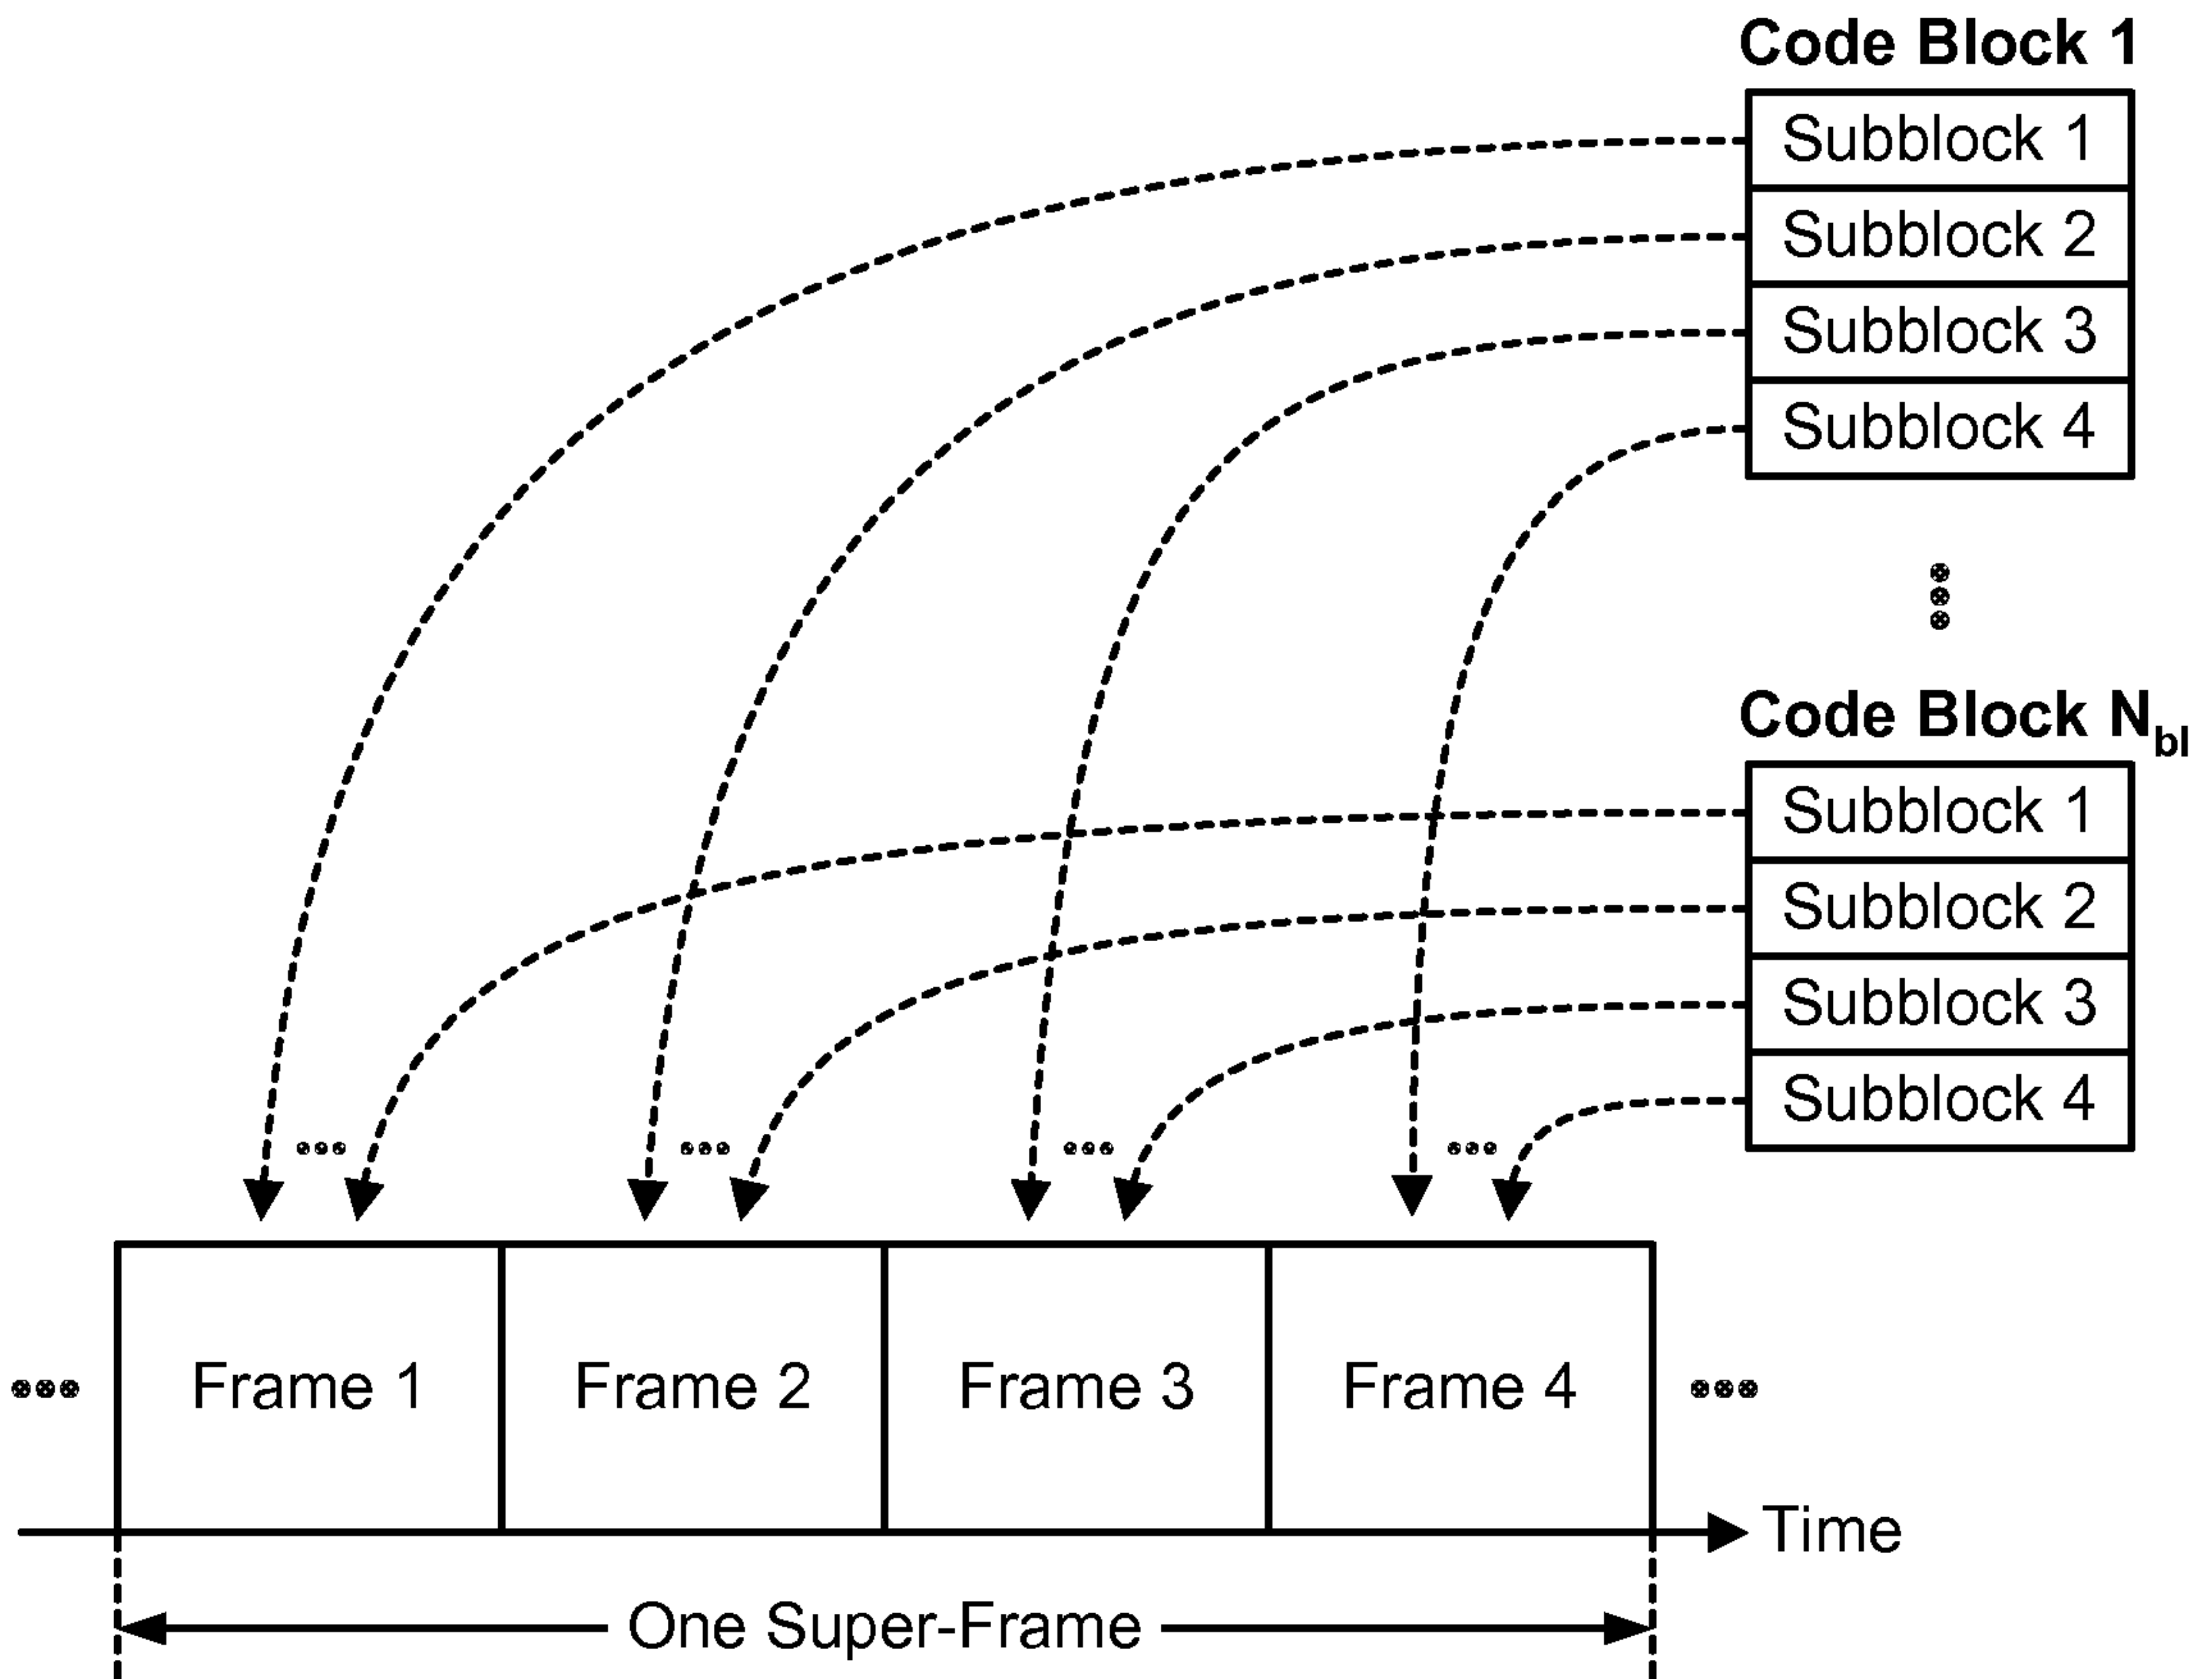 Code Block 1
Subblock 1
Subblock 2
Subblock 3
Subblock 4
Code Block N_bl
Subblock 1
Subblock 2
Subblock 3
Subblock 4
Frame 1
Frame 2
Frame 3
Frame 4
Time
One Super-Frame